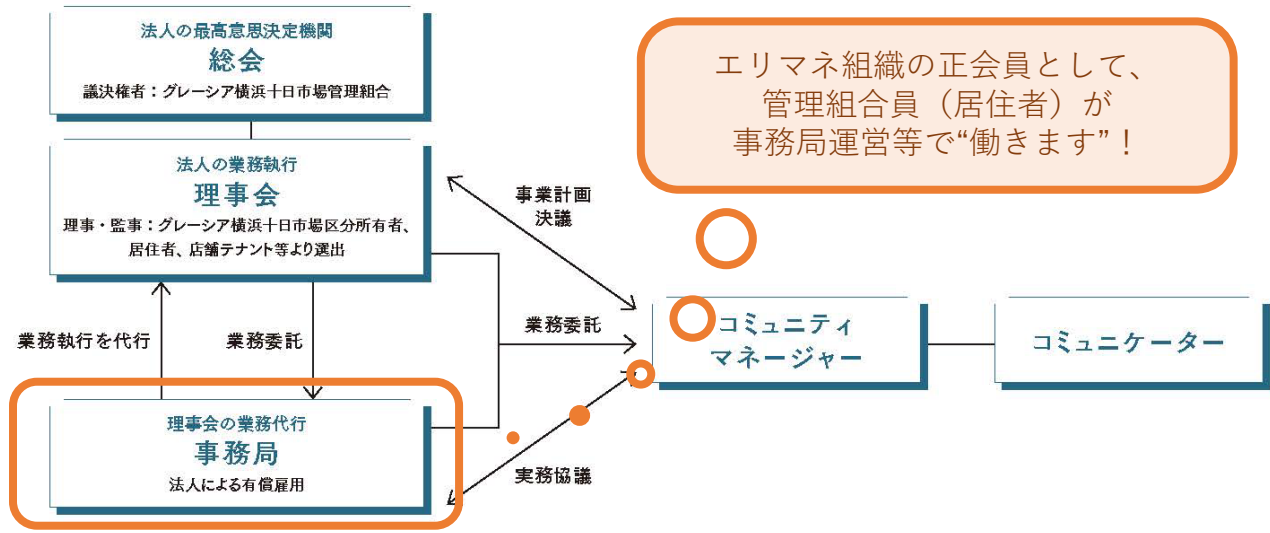 法人の最高意思決定機関
総会
議決権者：グレーシア横浜十日市場管理組合
エリマネ組織の正会員として、
管理組合員（居住者）が
事務局運営等で“働きます”！
法人の業務執行
理事会
理事・監事：グレーシア横浜十日市場区分所有者、
居住者、店舗テナント等より選出
事業計画
決議
業務執行を代行
業務委託
業務委託
コミュニティ
マネージャー
コミュニケーター
理事会の業務代行
事務局
法人による有償雇用
実務協議